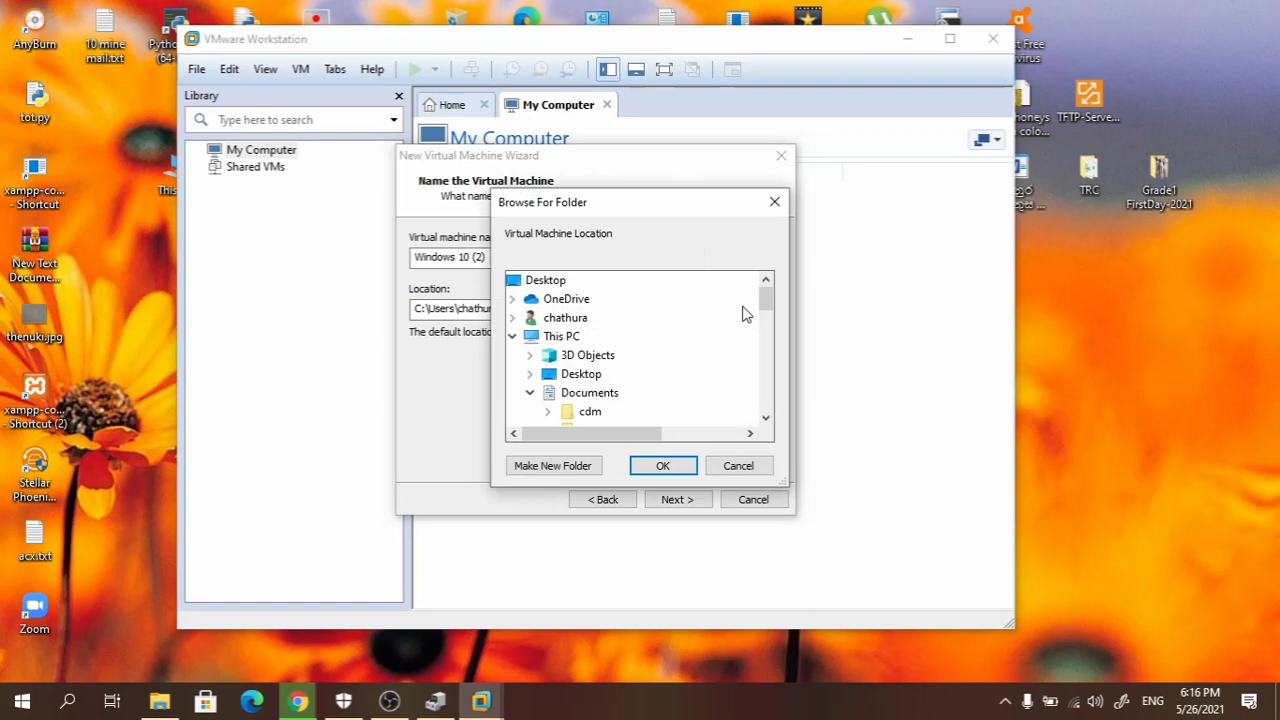 AnyBurn
10 mine
mail.txt
tot.py
xampp-co...
- Shortcut
New Text
Docume...
thenuki.jpg
xampp-co...
- Shortcut (2)
Stellar
Phoeni...
acx.txt
Zoom
VMware Workstation
File
Edit
View
VM
Tabs
Help
Library
Type here to search
My Computer
Shared VMs
Home
My Computer
My Computer
New Virtual Machine Wizard
Name the Virtual Machine
What name
Virtual machine na
Windows 10 (2)
Location:
C:\Users\chathur
The default locatio
Browse For Folder
Virtual Machine Location
Desktop
OneDrive
chathura
This PC
3D Objects
Desktop
Documents
cdm
Make New Folder
OK
Cancel
< Back
Next >
Cancel
TFTP-Serve...
TRC
Grade1
FirstDay-2021
ENG
6:16 PM
5/26/2021